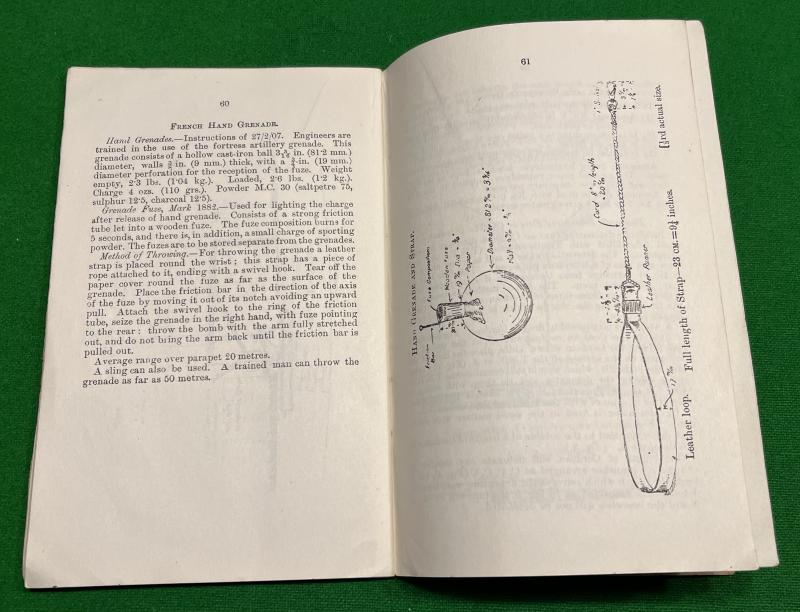 60
FRENCH HAND GRENADE.
Hand Grenades.—Instructions of 27/2/07. Engineers are
trained in the use of the fortress artillery grenade. This
grenade consists of a hollow cast-iron ball 3 3/16 in. (81·2 mm.)
diameter, walls 3/8 in. (9 mm.) thick, with a 3/4-in. (19 mm.)
diameter perforation for the reception of the fuze. Weight
empty, 2·3 lbs. (1·04 kg.). Loaded, 2·6 lbs. (1·2 kg.).
Charge 4 ozs. (110 grs.). Powder M.C. 30 (saltpetre 75,
sulphur 12·5, charcoal 12·5).
Grenade Fuze, Mark 1882.—Used for lighting the charge
after release of hand grenade. Consists of a strong friction
tube let into a wooden fuze. The fuze composition burns for
5 seconds, and there is, in addition, a small charge of sporting
powder. The fuzes are to be stored separate from the grenades.
Method of Throwing.—For throwing the grenade a leather
strap is placed round the wrist; this strap has a piece of
rope attached to it, ending with a swivel hook. Tear off the
paper cover round the fuze as far as the surface of the
grenade. Place the friction bar in the direction of the axis
of the fuze by moving it out of its notch avoiding an upward
pull. Attach the swivel hook to the ring of the friction
tube, seize the grenade in the right hand, with fuze pointing
to the rear: throw the bomb with the arm fully stretched
out, and do not bring the arm back until the friction bar is
pulled out.
Average range over parapet 20 metres.
A sling can also be used. A trained man can throw the
grenade as far as 50 metres.
61
HAND GRENADE AND STRAP.
Friction Bar
Fuze Composition
Wooden Fuze
Paper
Diameter
Cord 8" in length
Leather Runner
Leather loop. Full length of Strap—23 CM.=9¼ inches. [⅓rd actual size.